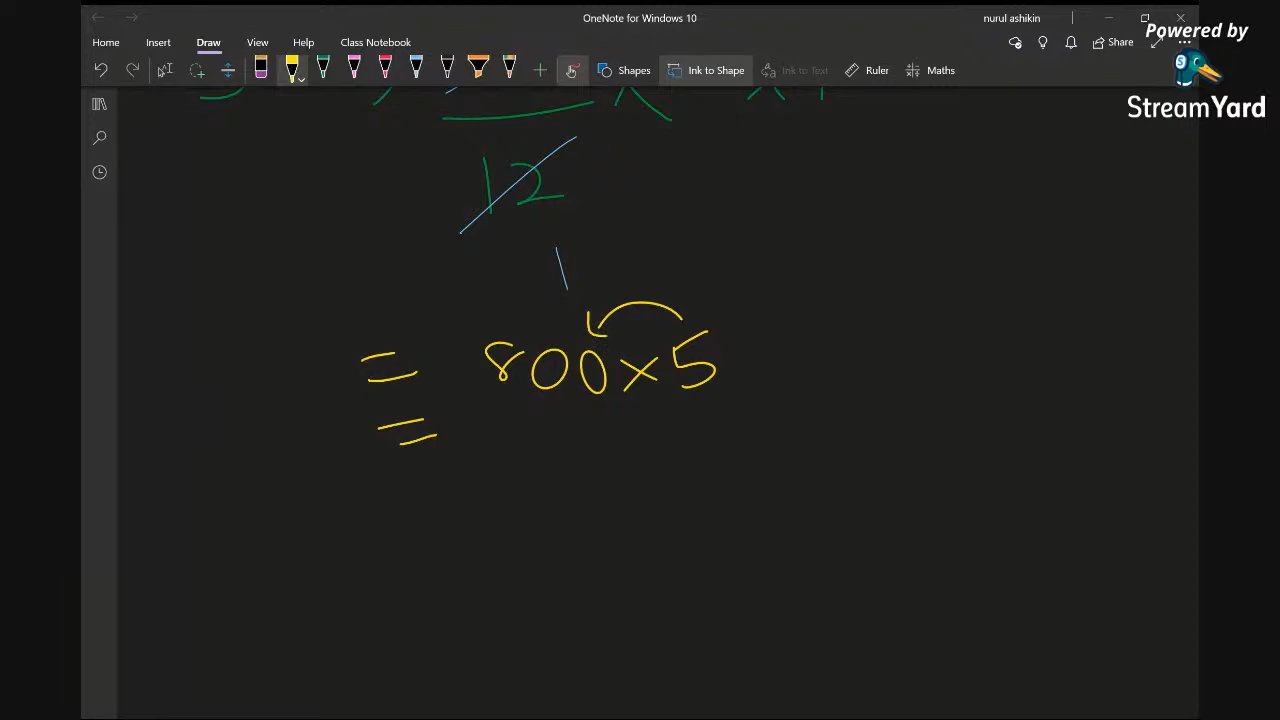 OneNote for Windows 10
nurul ashikin
Powered by
StreamYard
Home Insert Draw View Help Class Notebook
Share
Shapes Ink to Shape Ink to Text Ruler Maths
12
1
= 800×5
=